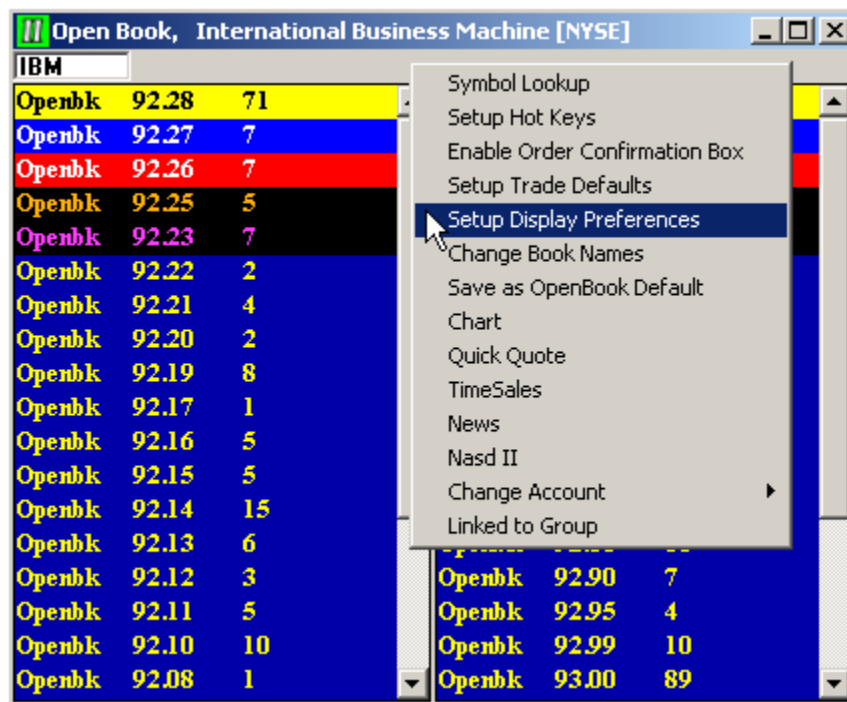 Open Book, International Business Machine [NYSE]
IBM
Openbk 92.28 71
Openbk 92.27 7
Openbk 92.26 7
Openbk 92.25 5
Openbk 92.23 7
Openbk 92.22 2
Openbk 92.21 4
Openbk 92.20 2
Openbk 92.19 8
Openbk 92.17 1
Openbk 92.16 5
Openbk 92.15 5
Openbk 92.14 15
Openbk 92.13 6
Openbk 92.12 3
Openbk 92.11 5
Openbk 92.10 10
Openbk 92.08 1
Symbol Lookup
Setup Hot Keys
Enable Order Confirmation Box
Setup Trade Defaults
Setup Display Preferences
Change Book Names
Save as OpenBook Default
Chart
Quick Quote
TimeSales
News
Nasd II
Change Account
Linked to Group
Openbk 92.90 7
Openbk 92.95 4
Openbk 92.99 10
Openbk 93.00 89